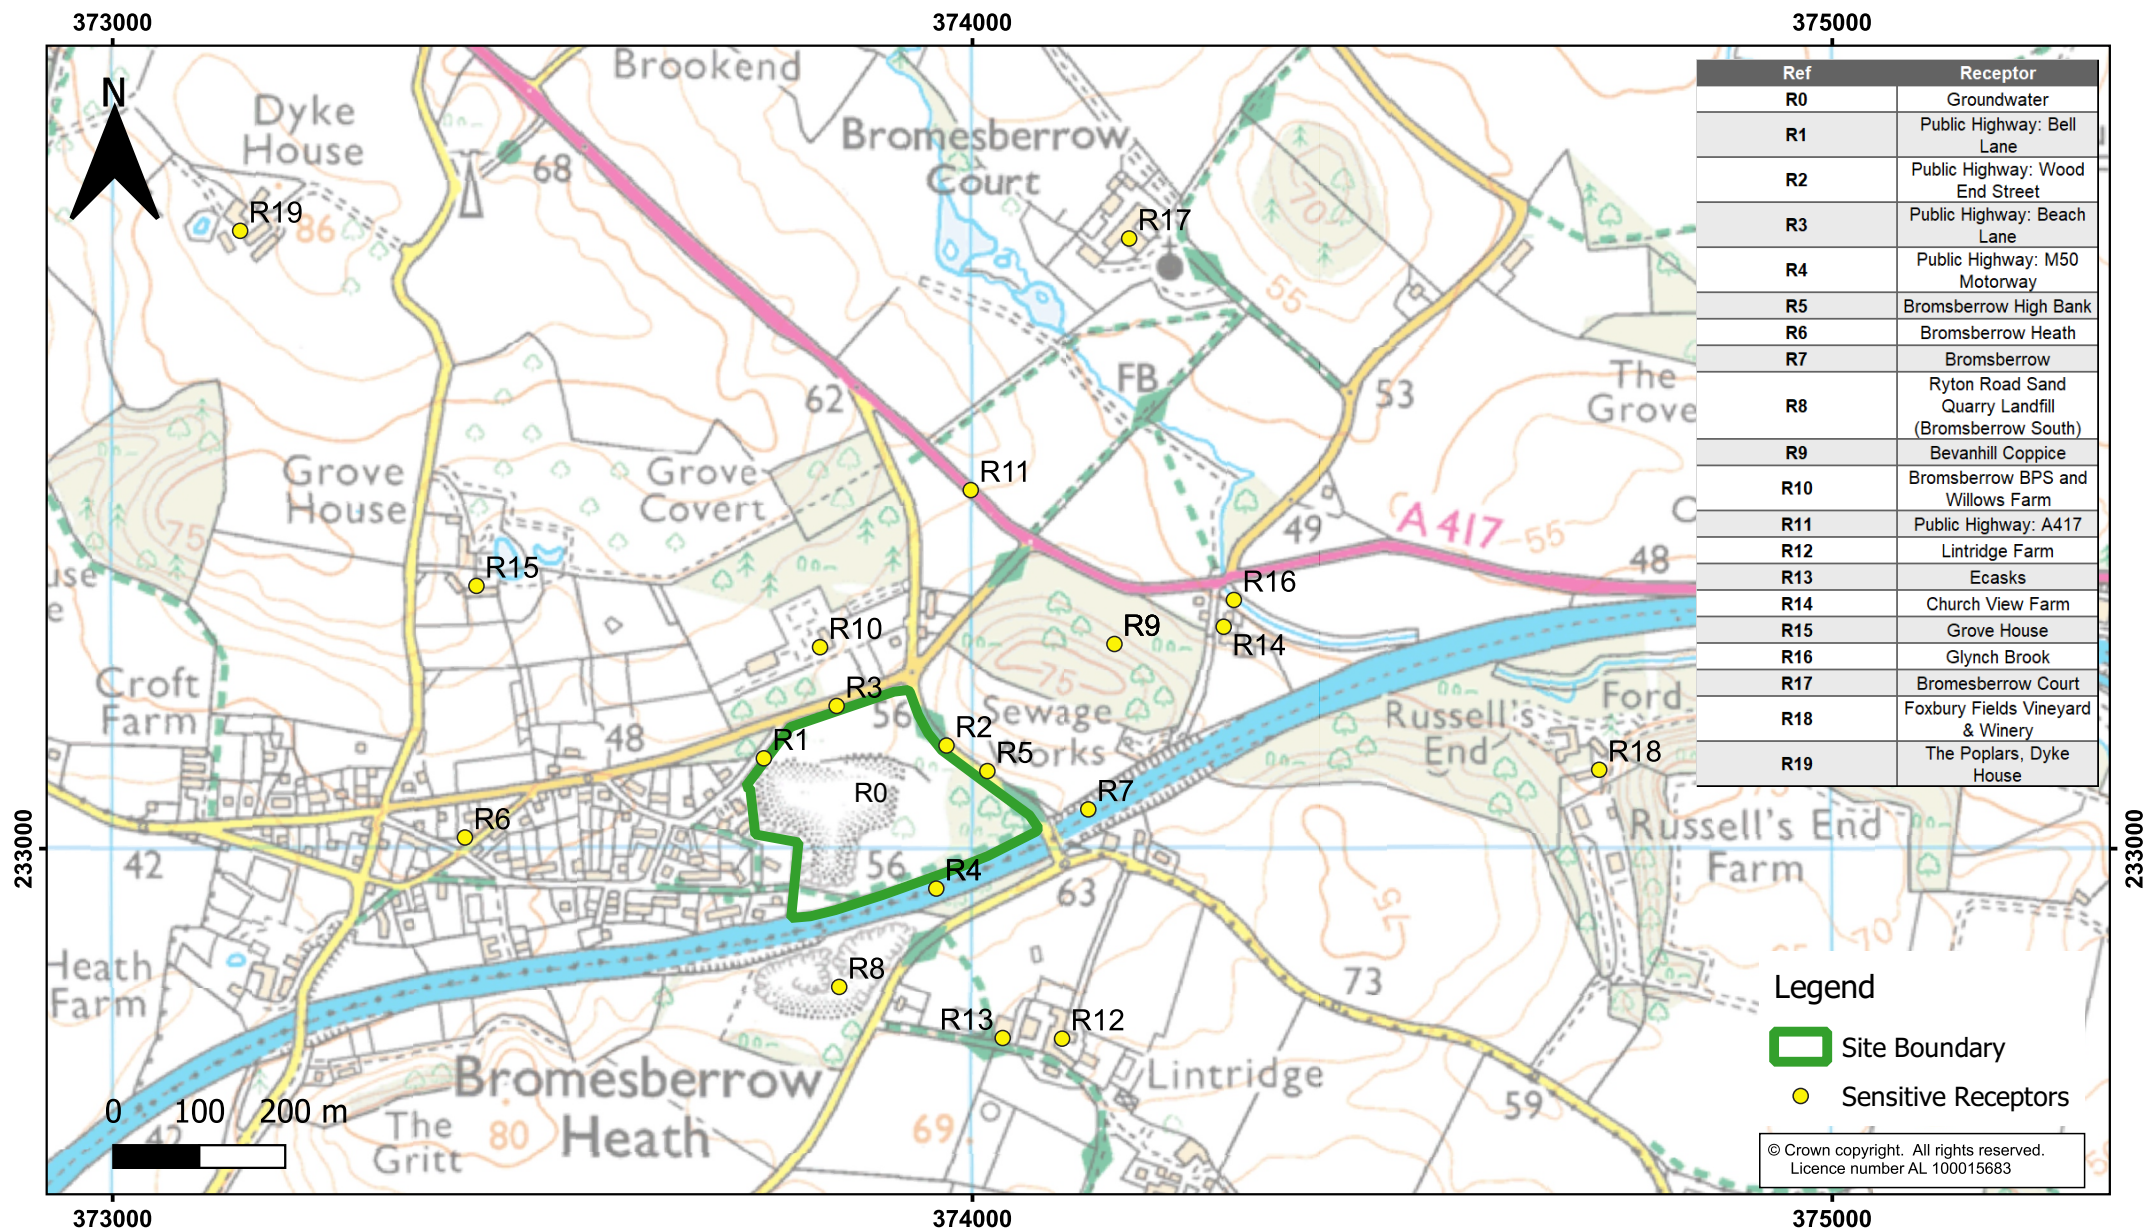 373000
374000
375000
N
Brookend
Dyke
House
68
R19
86
Bromesberrow
Court
R17
70
55
62
FB
53
The
Grove
Grove
House
Grove
Covert
R11
75
49
A 417
55
48
R15
R16
R10
R9
R14
75
Croft
Farm
R3
56
Sewage
Works
R2
R5
R1
48
R0
Russell's
End
Ford
R18
R7
R6
42
56
R4
63
Russell's End
Farm
233000
233000
75
70
Heath
Farm
R8
73
R13
R12
Bromesberrow
Heath
Lintridge
The
Gritt
80
69
59
42
0 100 200 m
Ref Receptor
R0 Groundwater
R1 Public Highway: Bell
Lane
R2 Public Highway: Wood
End Street
R3 Public Highway: Beach
Lane
R4 Public Highway: M50
Motorway
R5 Bromsberrow High Bank
R6 Bromsberrow Heath
R7 Bromsberrow
R8 Ryton Road Sand
Quarry Landfill
(Bromsberrow South)
R9 Bevanhill Coppice
R10 Bromsberrow BPS and
Willows Farm
R11 Public Highway: A417
R12 Lintridge Farm
R13 Ecasks
R14 Church View Farm
R15 Grove House
R16 Glynch Brook
R17 Bromesberrow Court
R18 Foxbury Fields Vineyard
& Winery
R19 The Poplars, Dyke
House
Legend
Site Boundary
Sensitive Receptors
© Crown copyright. All rights reserved.
Licence number AL 100015683
373000
374000
375000